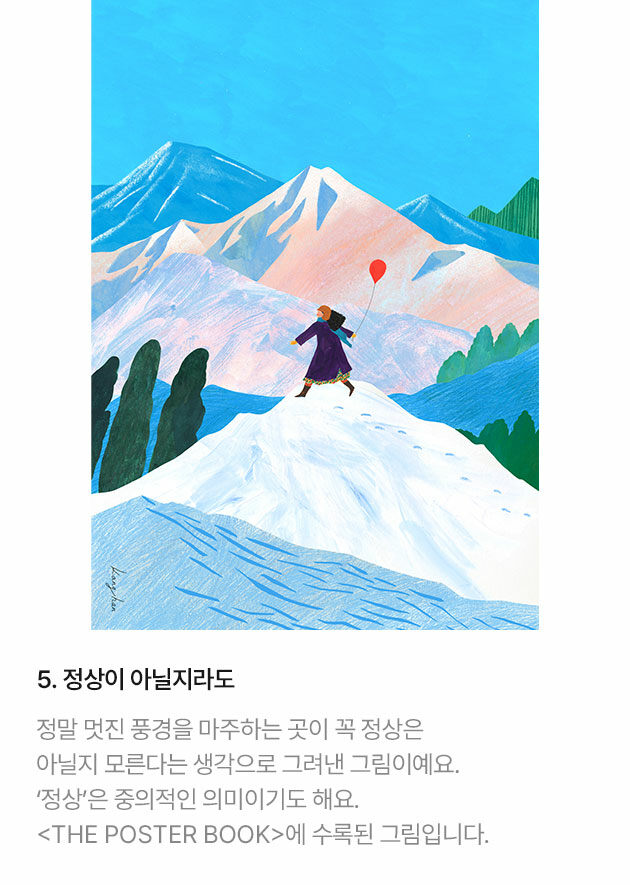 5. 정상이 아닐지라도
정말 멋진 풍경을 마주하는 곳이 꼭 정상은
아닐지 모른다는 생각으로 그려낸 그림이예요.
‘정상’은 중의적인 의미이기도 해요.
<THE POSTER BOOK>에 수록된 그림입니다.